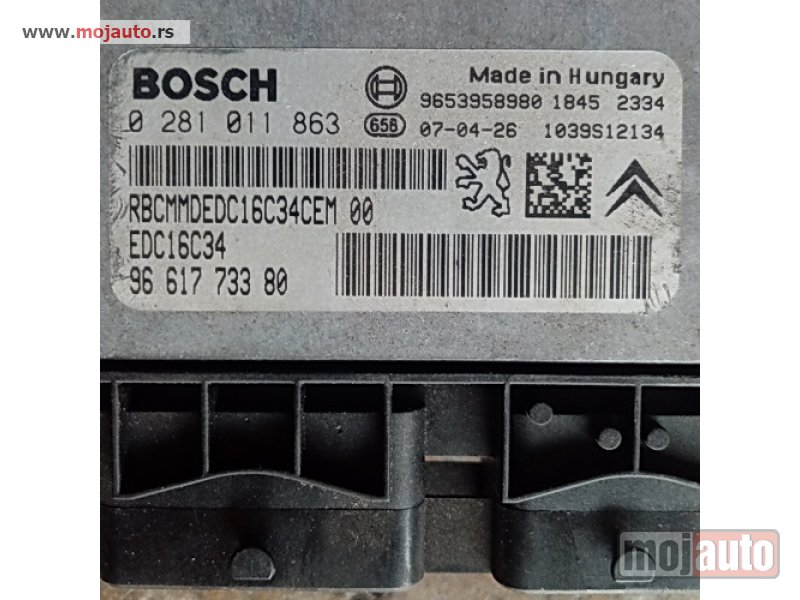 www.mojauto.rs
BOSCH
Made in Hungary
9653958980 1845 2334
0 281 011 863
656
07-04-26 1039S12134
RBCMMDEDC16C34CEM 00
EDC16C34
96 617 733 80
mojauto